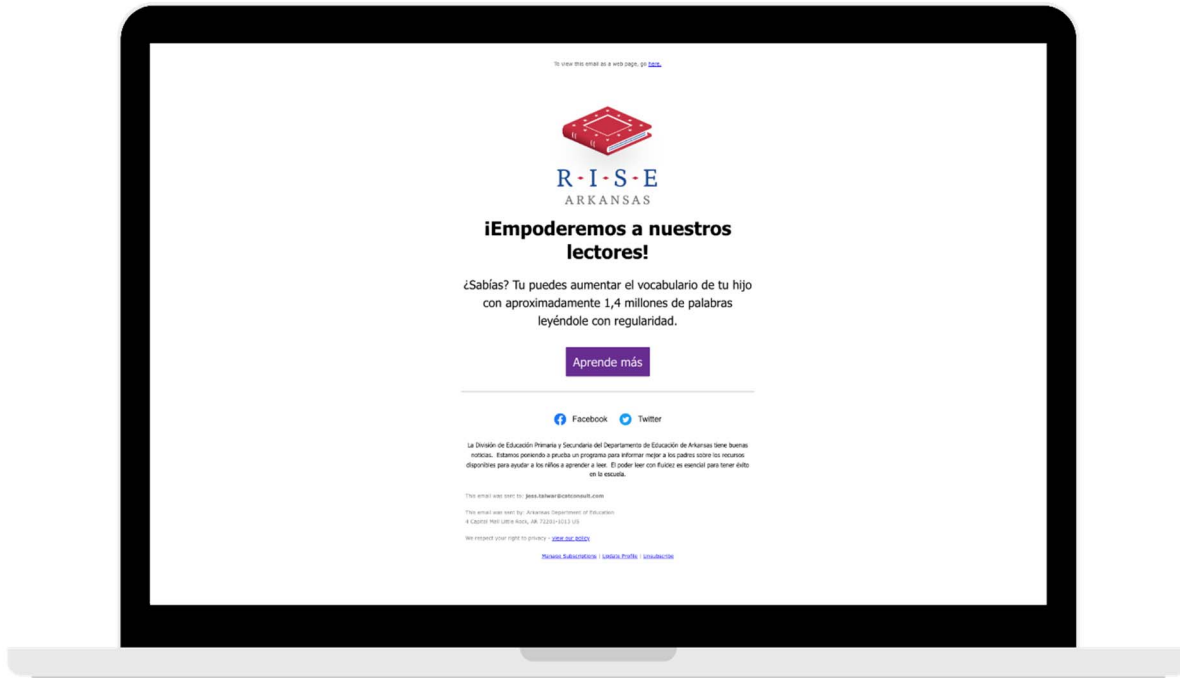 To view this email as a web page, go here.
R·I·S·E
ARKANSAS
¡Empoderemos a nuestros
lectores!
¿Sabías? Tu puedes aumentar el vocabulario de tu hijo
con aproximadamente 1,4 millones de palabras
leyéndole con regularidad.
Aprende más
Facebook Twitter
La División de Educación Primaria y Secundaria del Departamento de Educación de Arkansas tiene buenas
noticias. Estamos poniendo a prueba un programa para informar mejor a los padres sobre los recursos
disponibles para ayudar a los niños a aprender a leer. El poder leer con fluidez es esencial para tener éxito
en la escuela.
This email was sent to:
This email was sent by: Arkansas Department of Education
4 Capitol Mall Little Rock, AR 72201-1013 US
We respect your right to privacy - view our policy
Manage Subscriptions | Update Profile | Unsubscribe